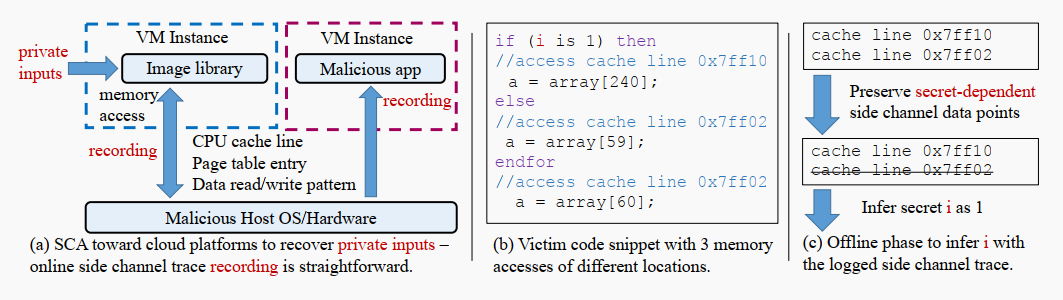 VM Instance
private
inputs
Image library
memory
access
recording
CPU cache line
Page table entry
Data read/write pattern
VM Instance
Malicious app
recording
Malicious Host OS/Hardware
(a) SCA toward cloud platforms to recover private inputs –
online side channel trace recording is straightforward.
if (i is 1) then
//access cache line 0x7ff10
a = array[240];
else
//access cache line 0x7ff02
a = array[59];
endfor
//access cache line 0x7ff02
a = array[60];
(b) Victim code snippet with 3 memory
accesses of different locations.
cache line 0x7ff10
cache line 0x7ff02
Preserve secret-dependent
side channel data points
cache line 0x7ff10
cache line 0x7ff02
Infer secret i as 1
(c) Offline phase to infer i with
the logged side channel trace.